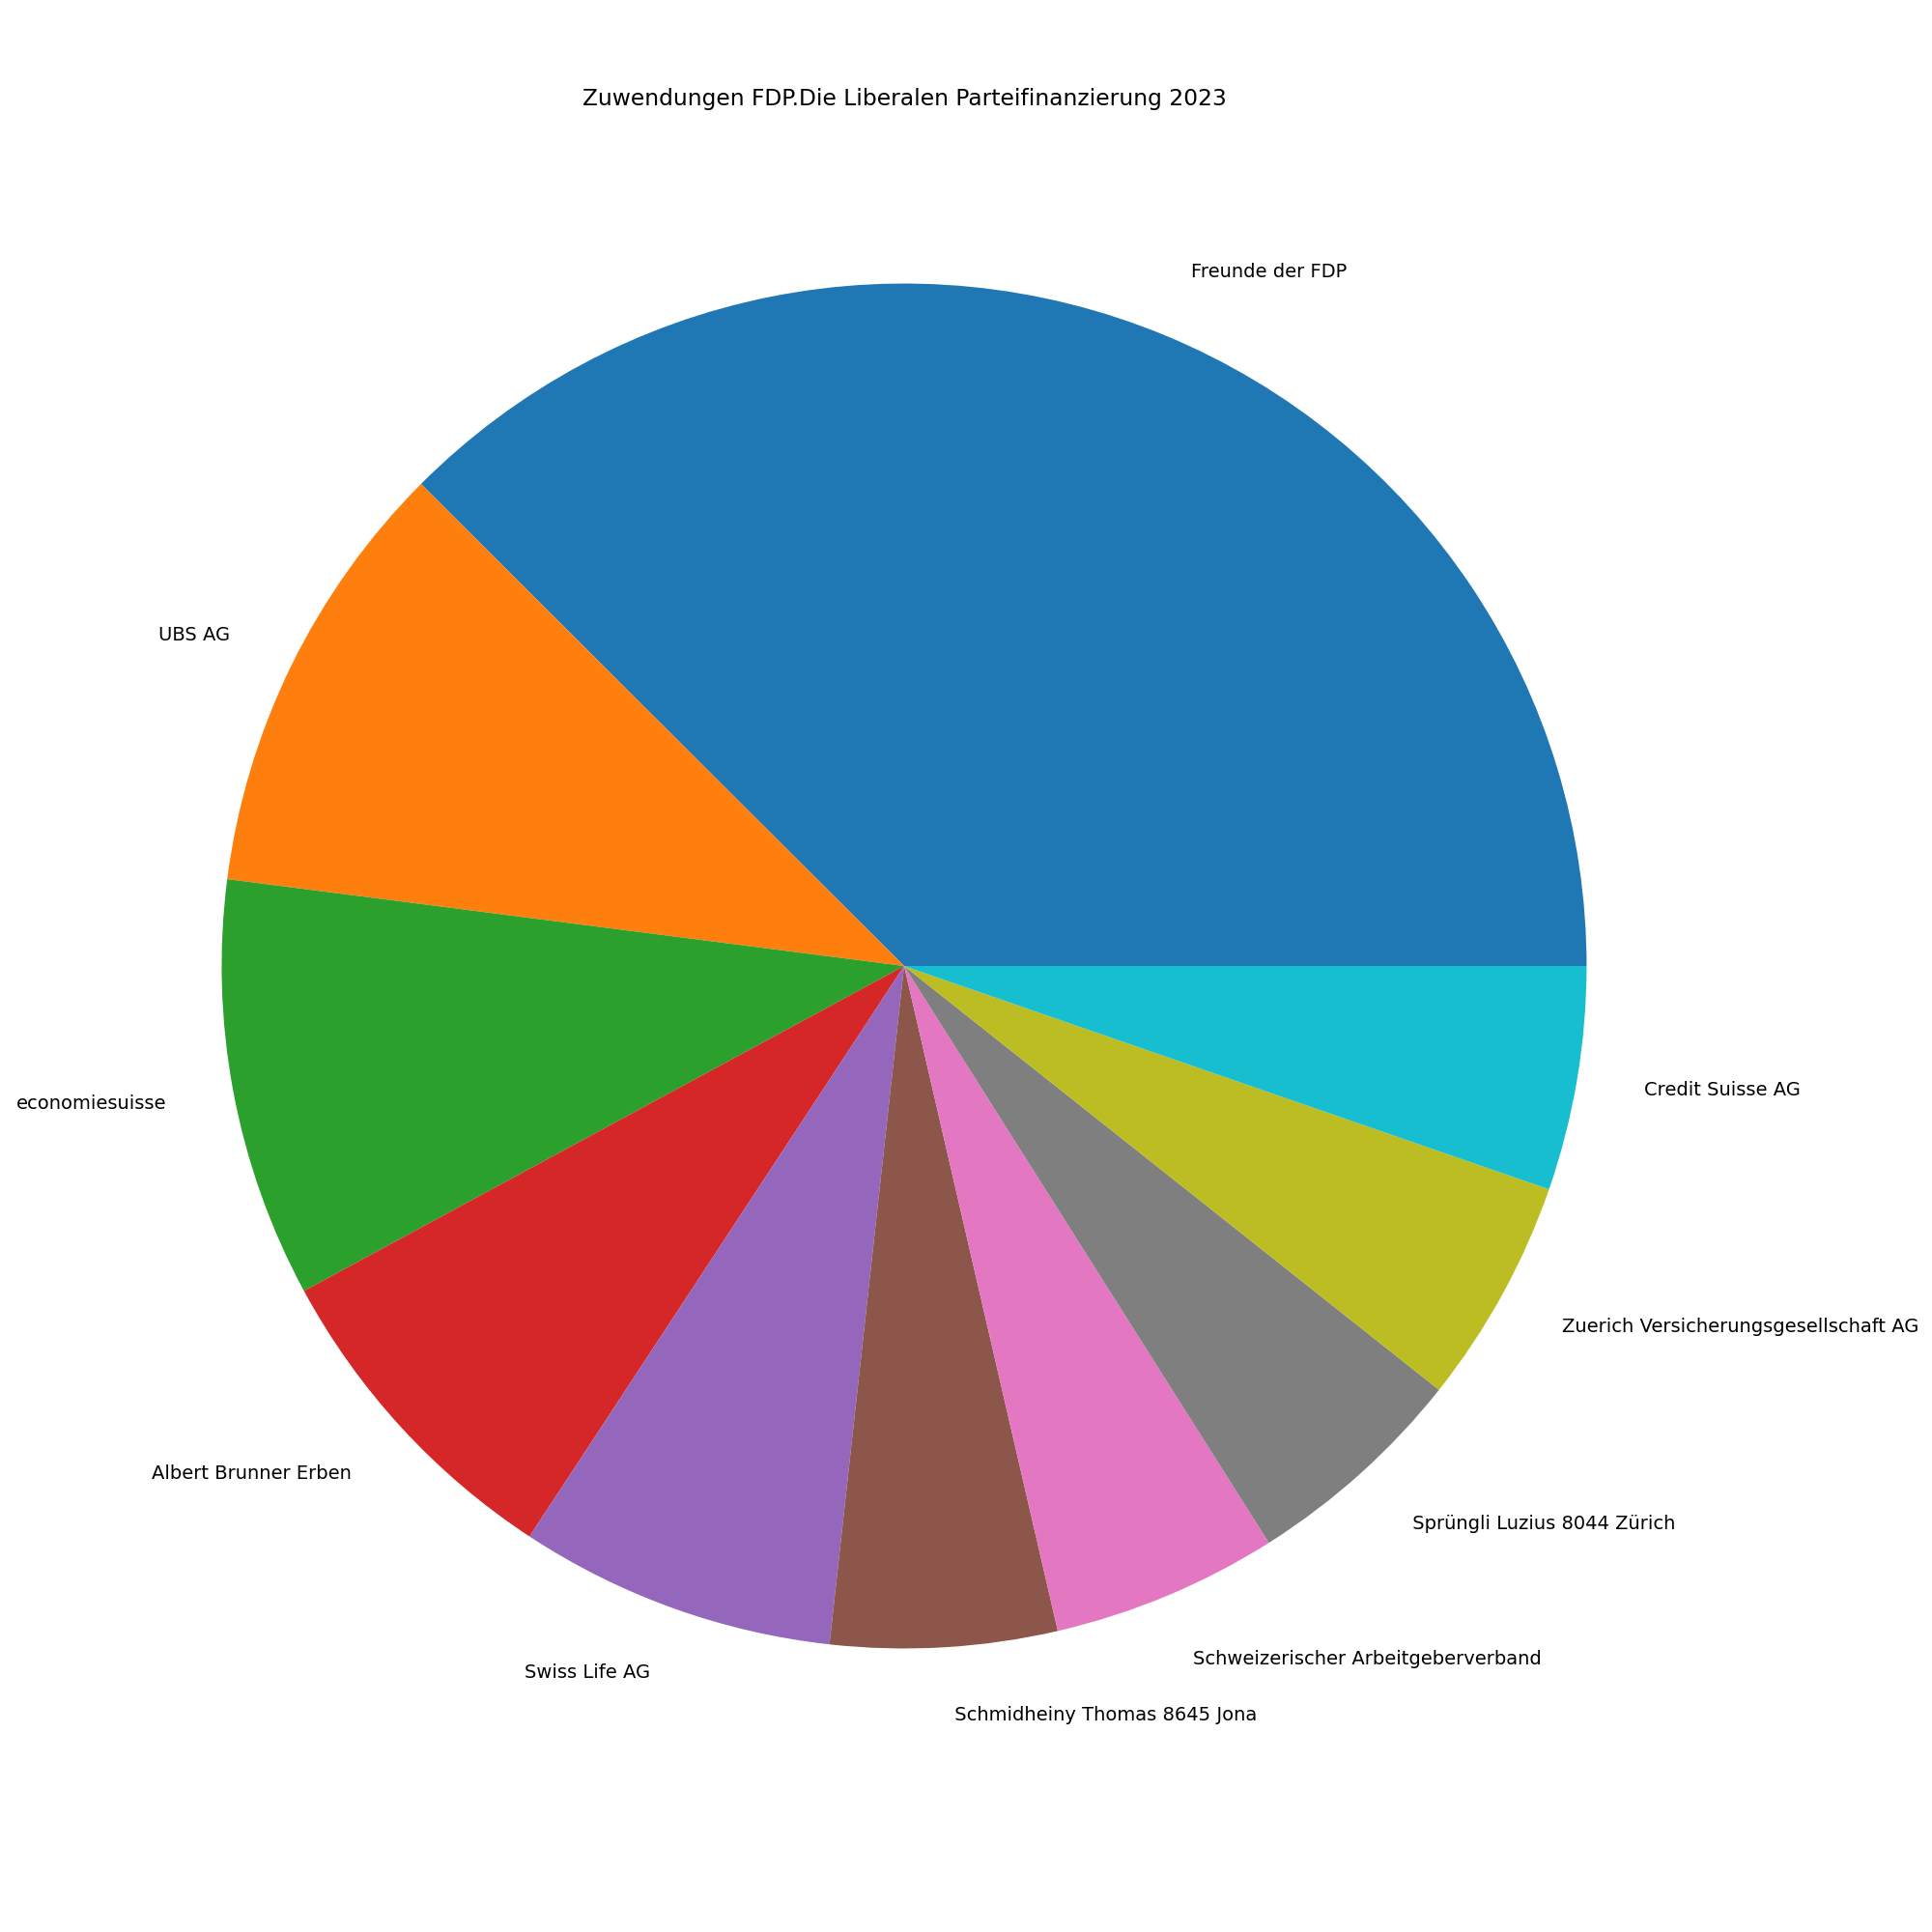 Zuwendungen FDP.Die Liberalen Parteifinanzierung 2023
Freunde der FDP
UBS AG
economiesuisse
Albert Brunner Erben
Swiss Life AG
Schmidheiny Thomas 8645 Jona
Schweizerischer Arbeitgeberverband
Sprüngli Luzius 8044 Zürich
Zuerich Versicherungsgesellschaft AG
Credit Suisse AG